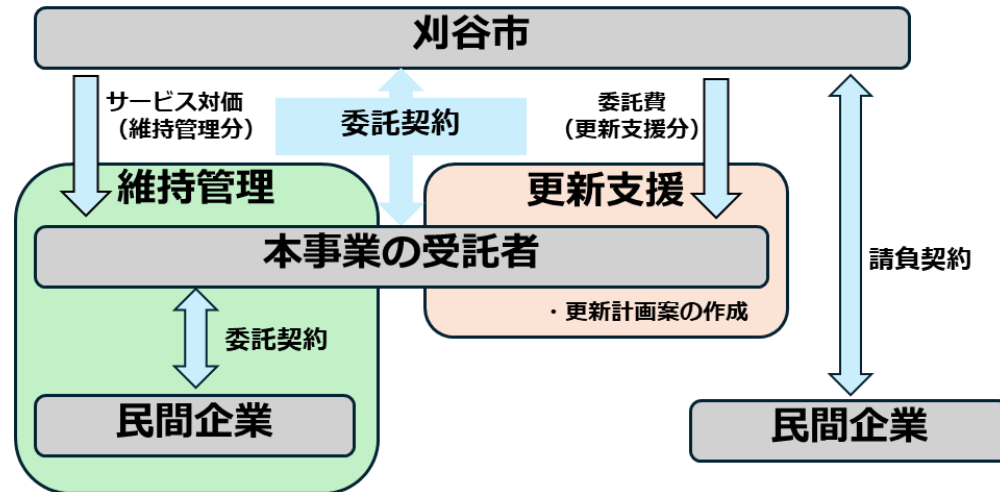 刈谷市
サービス対価
（維持管理分）
委託契約
委託費
（更新支援分）
維持管理
更新支援
本事業の受託者
請負契約
・更新計画案の作成
委託契約
民間企業
民間企業